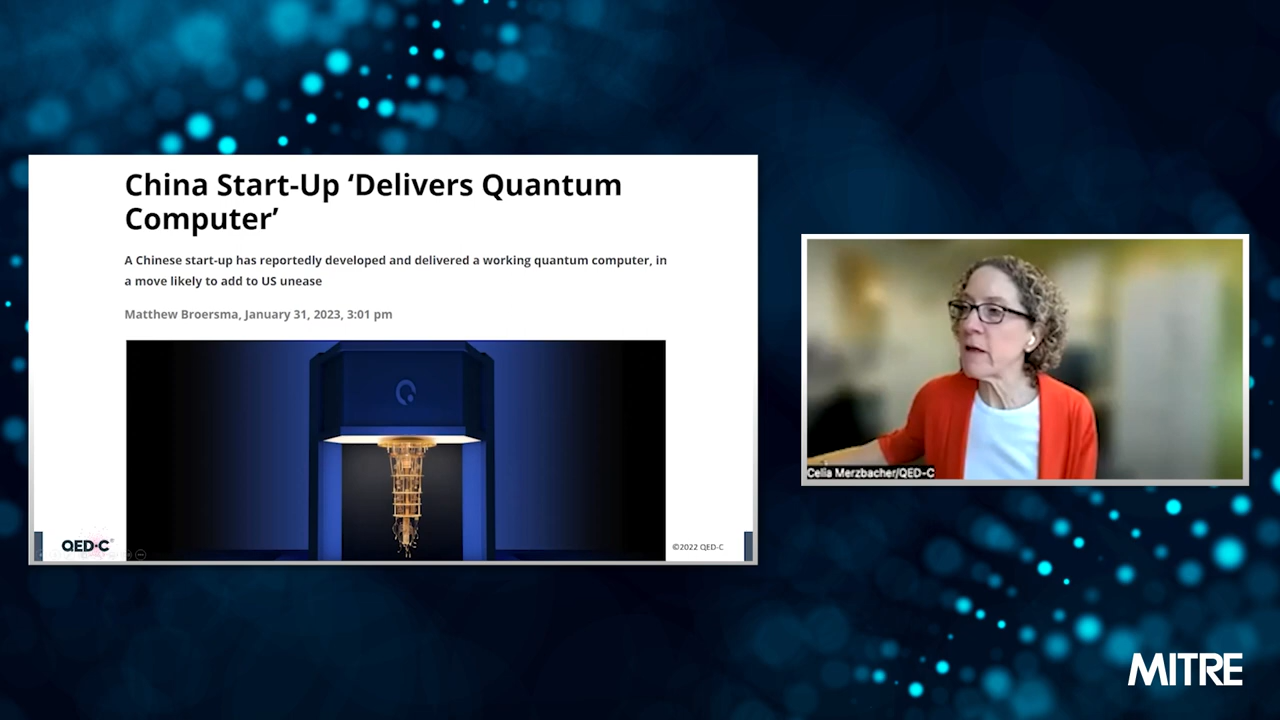 China Start-Up ‘Delivers Quantum
Computer’
A Chinese start-up has reportedly developed and delivered a working quantum computer, in
a move likely to add to US unease
Matthew Broersma, January 31, 2023, 3:01 pm
QED-C®
©2022 QED-C
Celia Merzbacher/QED-C
MITRE